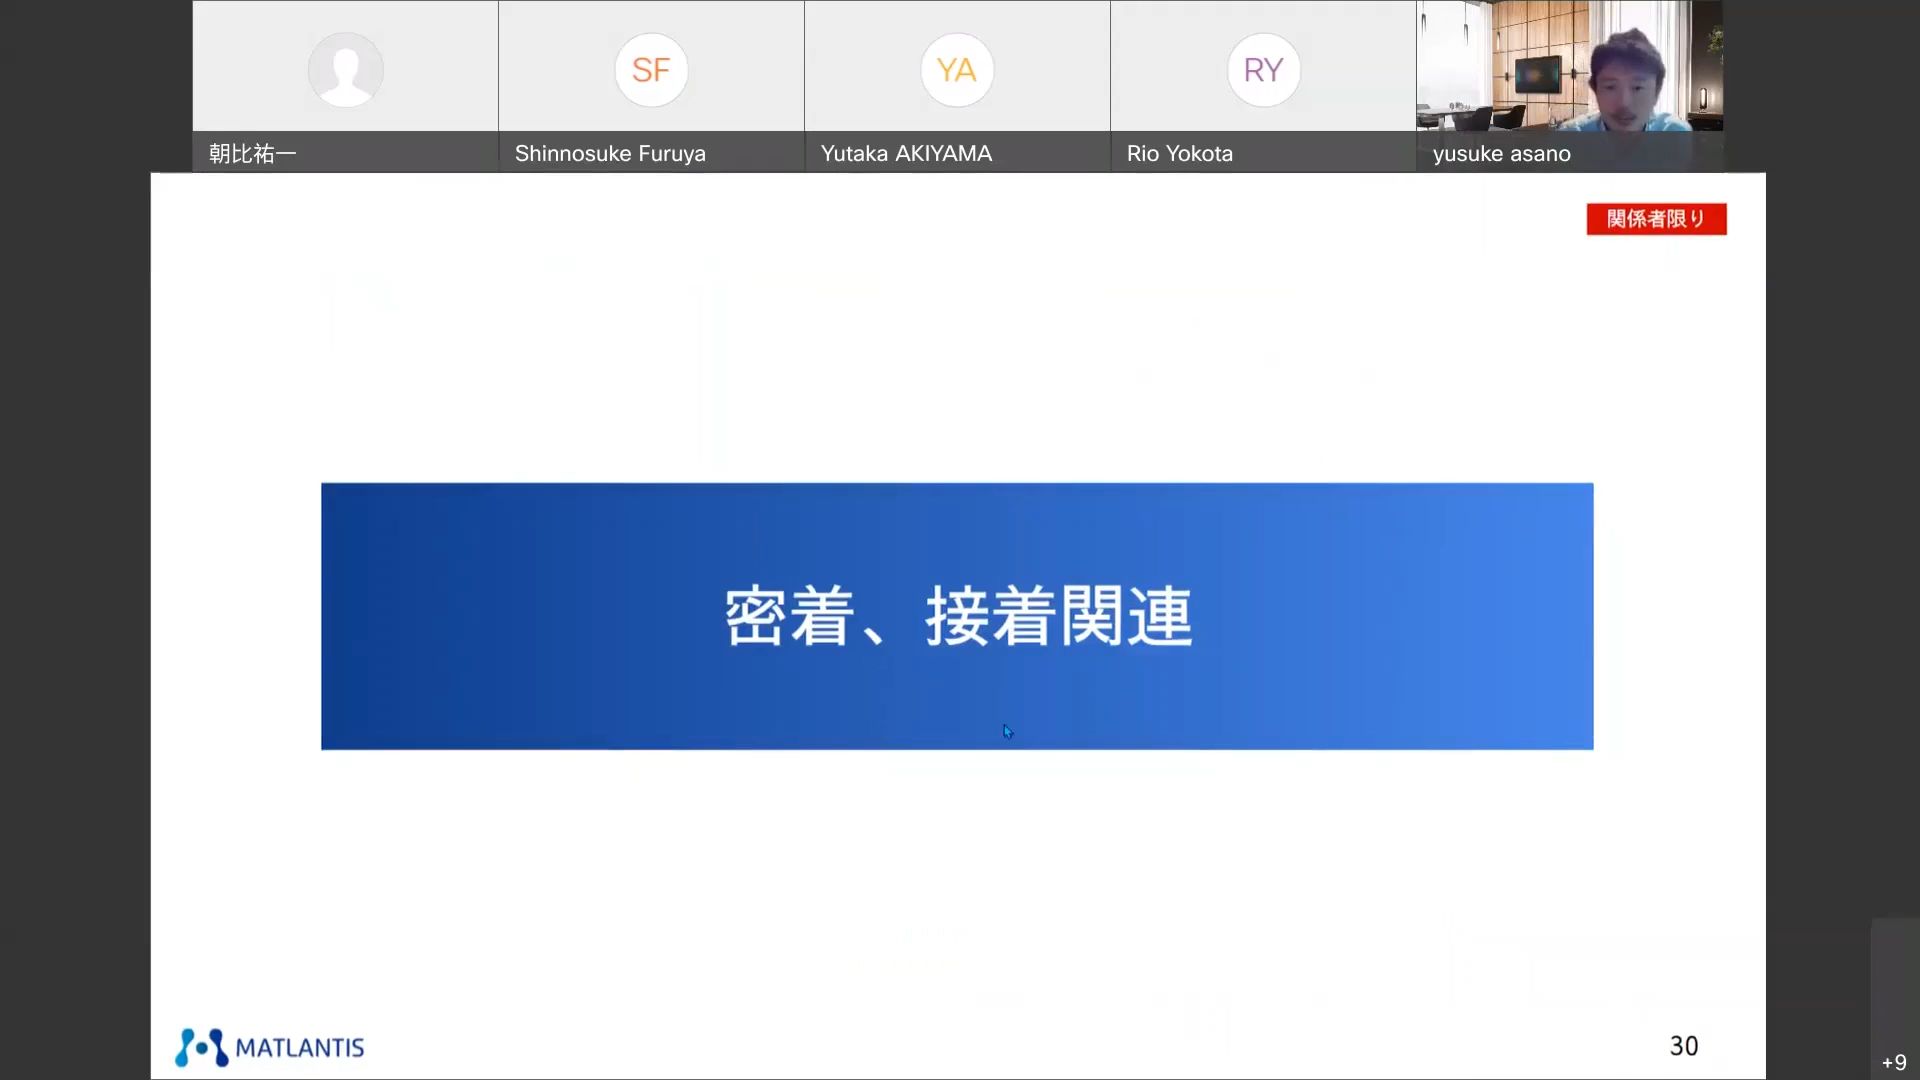 SF
YA
RY
朝比祐一
Shinnosuke Furuya
Yutaka AKIYAMA
Rio Yokota
yusuke asano
関係者限り
密着、接着関連
MATLANTIS
30
+9